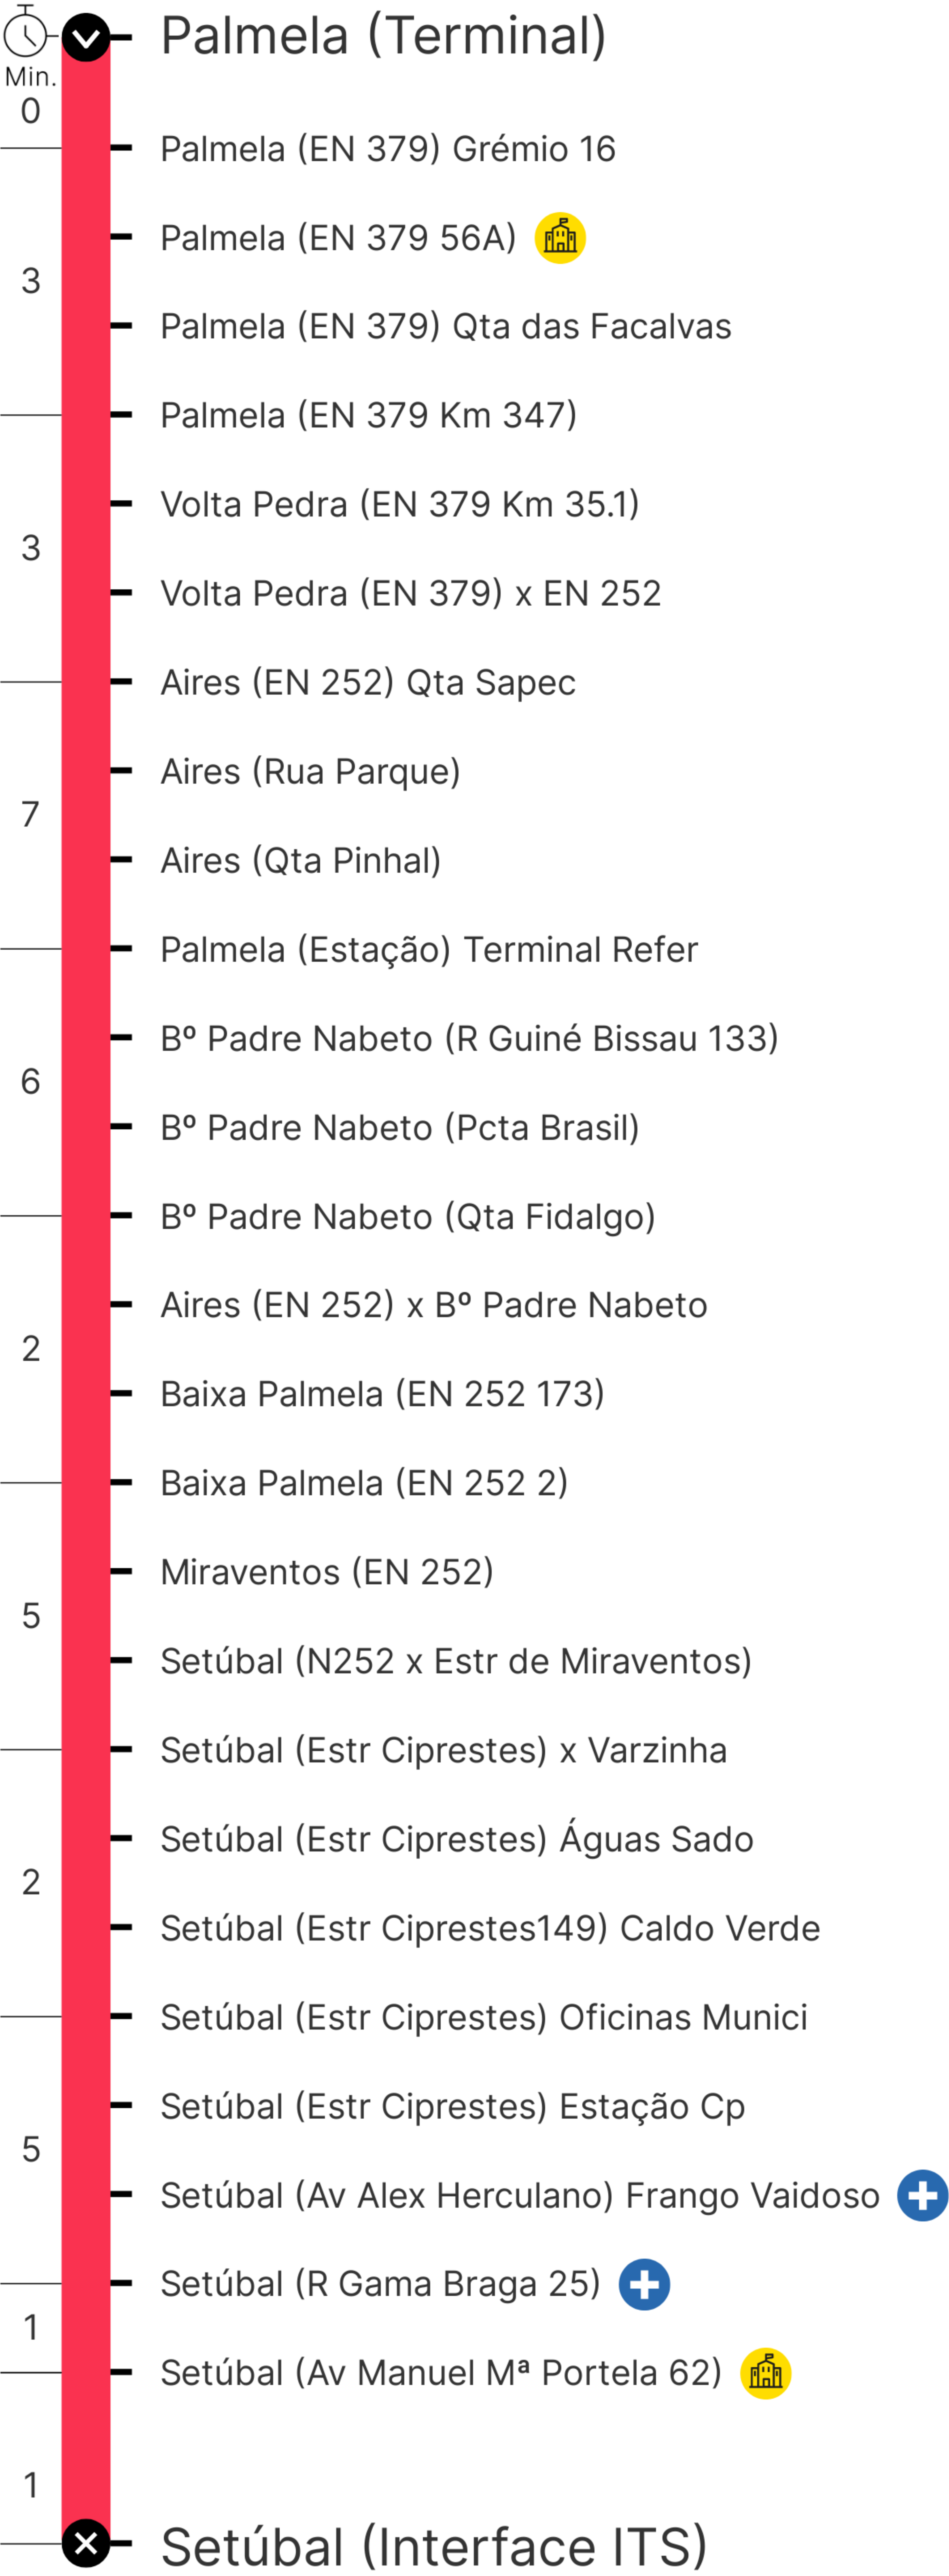 Palmela (Terminal)
Min.
0
Palmela (EN 379) Grémio 16
Palmela (EN 379 56A)
3
Palmela (EN 379) Qta das Facalvas
Palmela (EN 379 Km 347)
Volta Pedra (EN 379 Km 35.1)
3
Volta Pedra (EN 379) x EN 252
Aires (EN 252) Qta Sapec
Aires (Rua Parque)
7
Aires (Qta Pinhal)
Palmela (Estação) Terminal Refer
Bº Padre Nabeto (R Guiné Bissau 133)
6
Bº Padre Nabeto (Pcta Brasil)
Bº Padre Nabeto (Qta Fidalgo)
Aires (EN 252) x Bº Padre Nabeto
2
Baixa Palmela (EN 252 173)
Baixa Palmela (EN 252 2)
Miraventos (EN 252)
5
Setúbal (N252 x Estr de Miraventos)
Setúbal (Estr Ciprestes) x Varzinha
Setúbal (Estr Ciprestes) Águas Sado
2
Setúbal (Estr Ciprestes149) Caldo Verde
Setúbal (Estr Ciprestes) Oficinas Munici
Setúbal (Estr Ciprestes) Estação Cp
5
Setúbal (Av Alex Herculano) Frango Vaidoso
Setúbal (R Gama Braga 25)
1
Setúbal (Av Manuel Mª Portela 62)
1
Setúbal (Interface ITS)